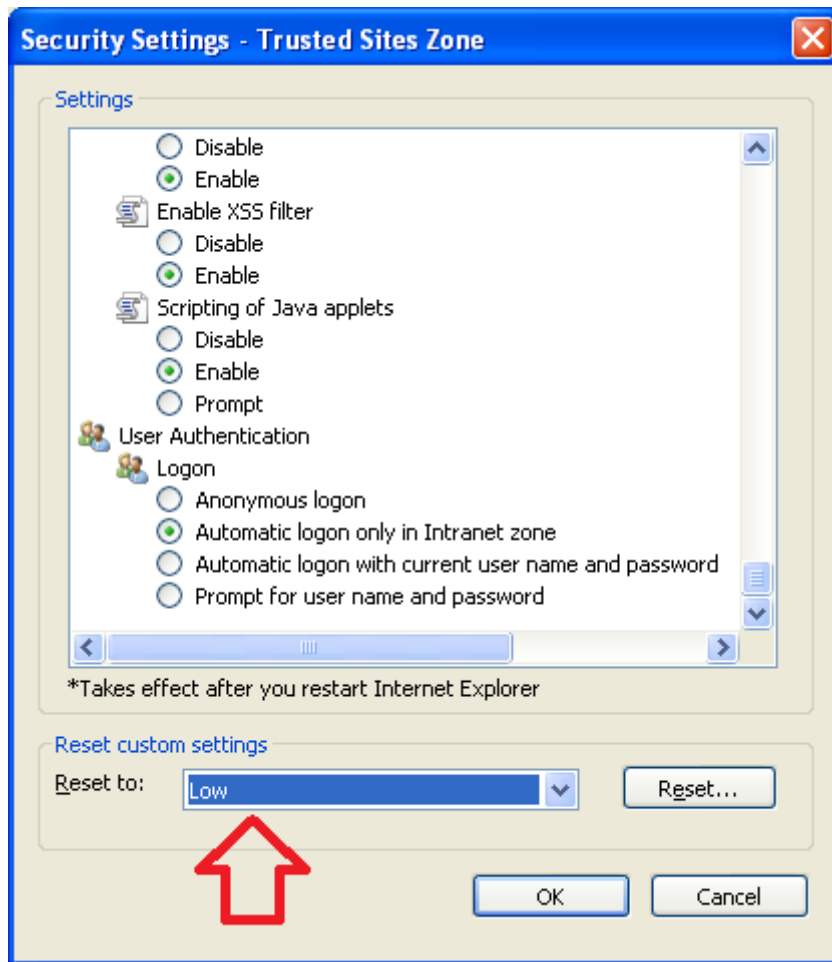 Security Settings - Trusted Sites Zone
Settings
Disable
Enable
Enable XSS filter
Disable
Enable
Scripting of Java applets
Disable
Enable
Prompt
User Authentication
Logon
Anonymous logon
Automatic logon only in Intranet zone
Automatic logon with current user name and password
Prompt for user name and password
*Takes effect after you restart Internet Explorer
Reset custom settings
Reset to: Low Reset...
OK Cancel